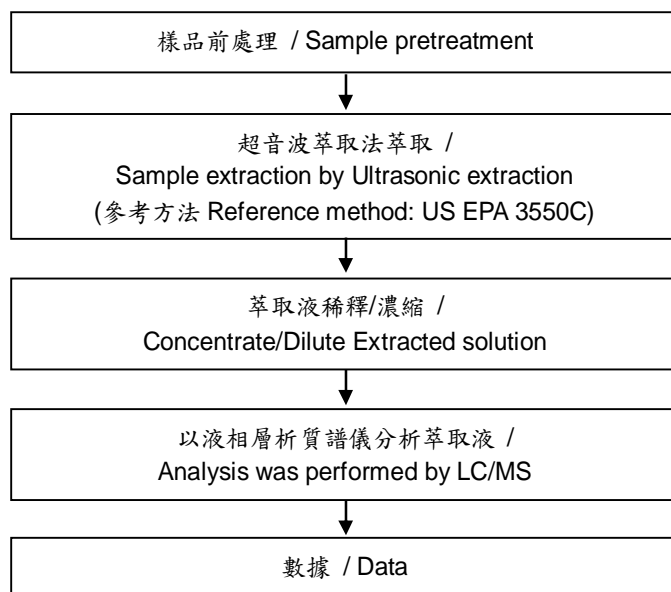 樣品前處理 / Sample pretreatment
超音波萃取法萃取 /
Sample extraction by Ultrasonic extraction
(參考方法 Reference method: US EPA 3550C)
萃取液稀釋/濃縮 /
Concentrate/Dilute Extracted solution
以液相層析質譜儀分析萃取液 /
Analysis was performed by LC/MS
數據 / Data